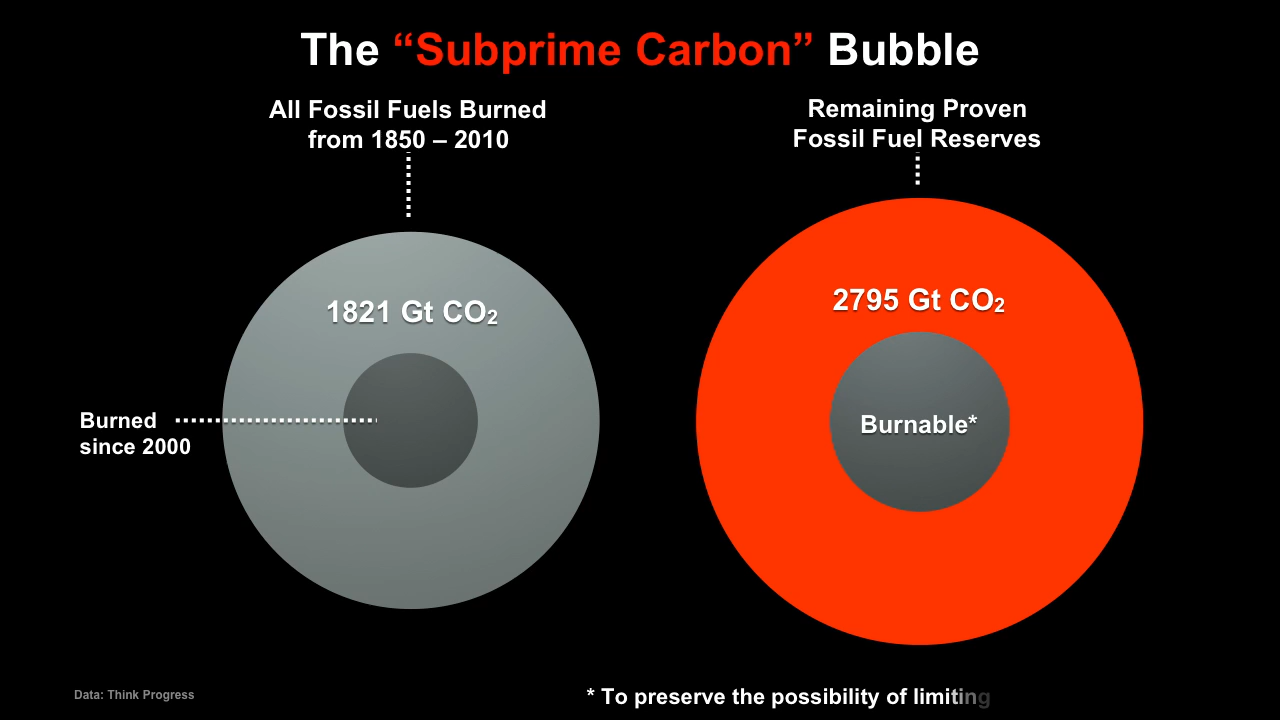 The “Subprime Carbon” Bubble
All Fossil Fuels Burned
from 1850 – 2010
Remaining Proven
Fossil Fuel Reserves
1821 Gt CO₂
2795 Gt CO₂
Burned
since 2000
Burnable*
Data: Think Progress
* To preserve the possibility of limiting